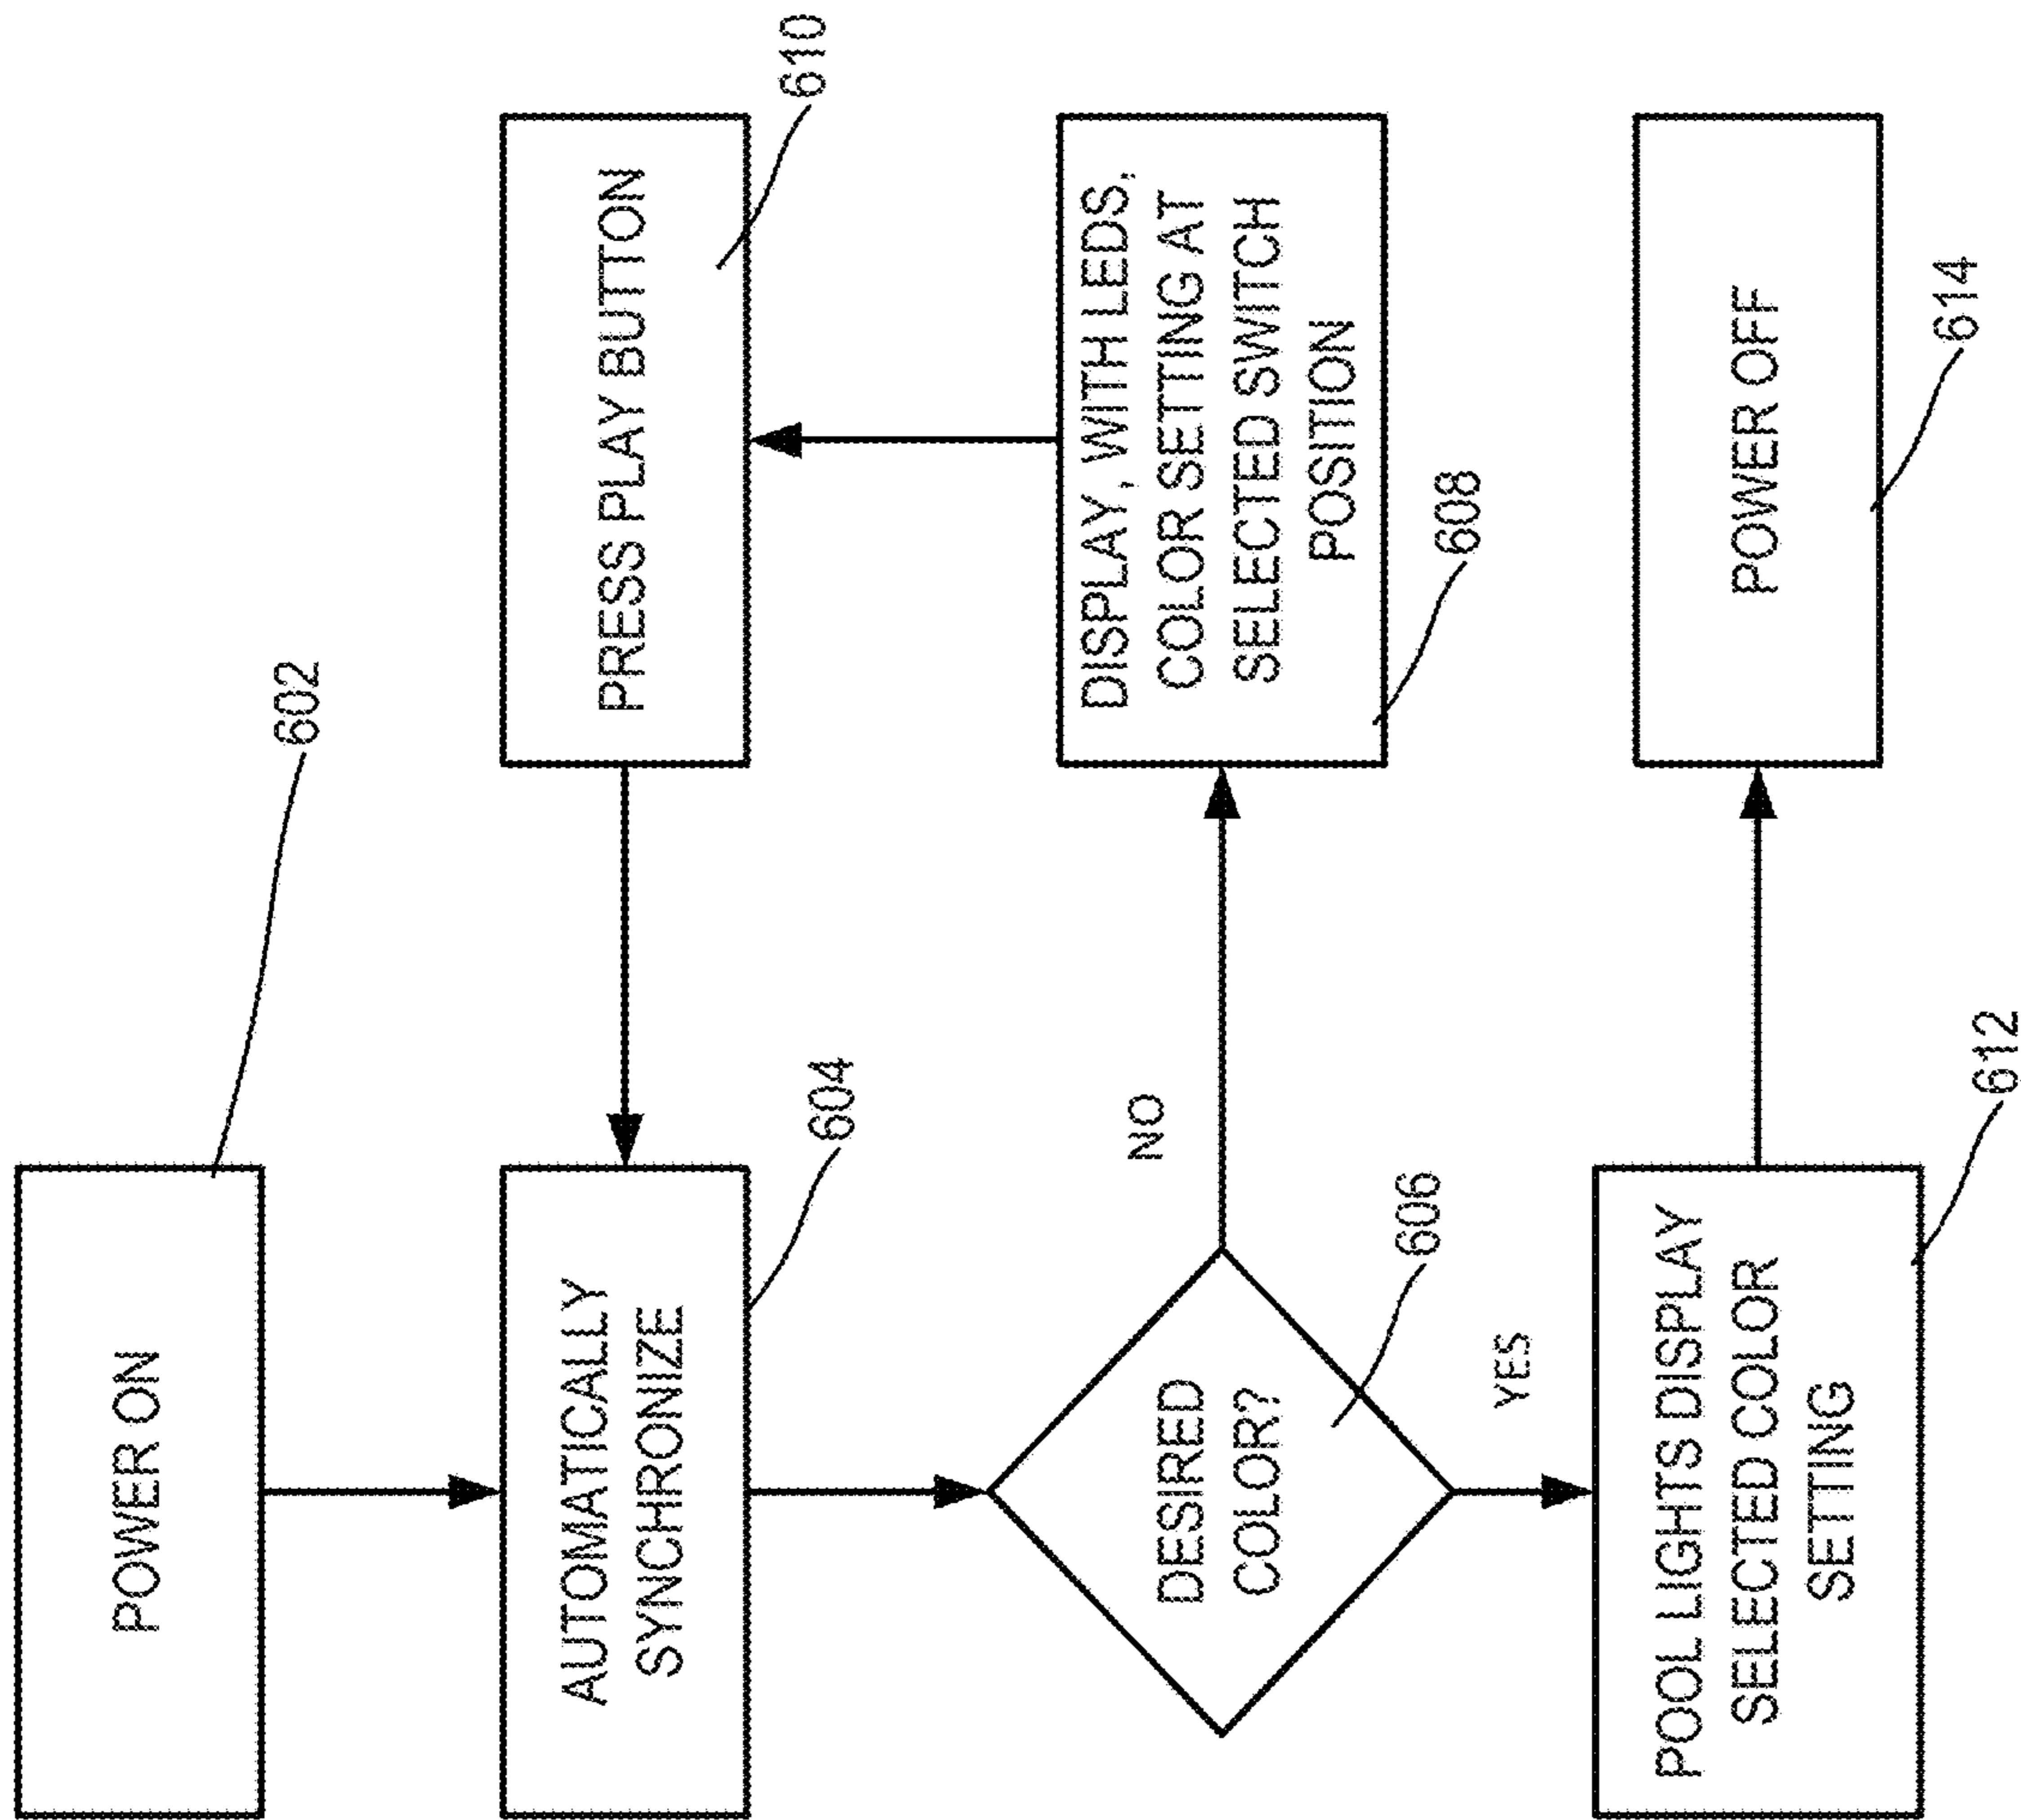 POWER ON
602
AUTOMATICALLY
SYNCHRONIZE
604
PRESS PLAY BUTTON
610
DESIRED
COLOR?
606
NO
YES
DISPLAY, WITH LEDS,
COLOR SETTING AT
SELECTED SWITCH
POSITION
608
POOL LIGHTS DISPLAY
SELECTED COLOR
SETTING
612
POWER OFF
614